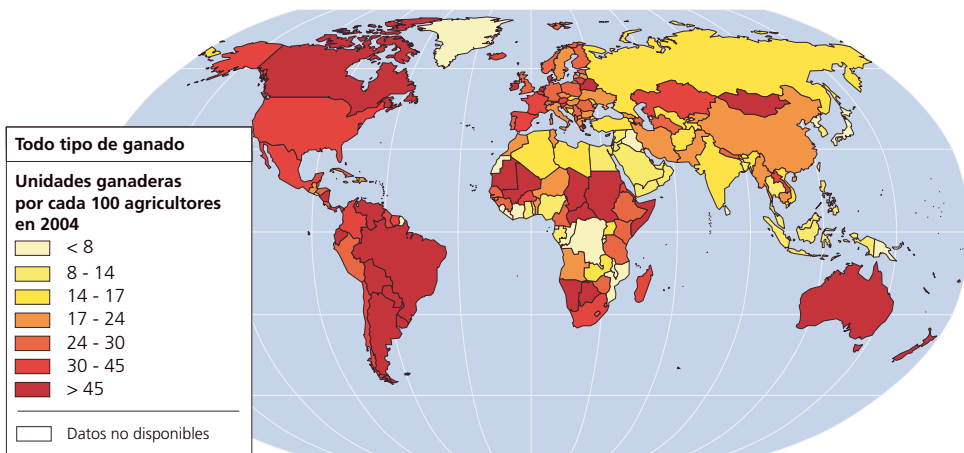 Todo tipo de ganado
Unidades ganaderas
por cada 100 agricultores
en 2004
< 8
8 - 14
14 - 17
17 - 24
24 - 30
30 - 45
> 45
Datos no disponibles